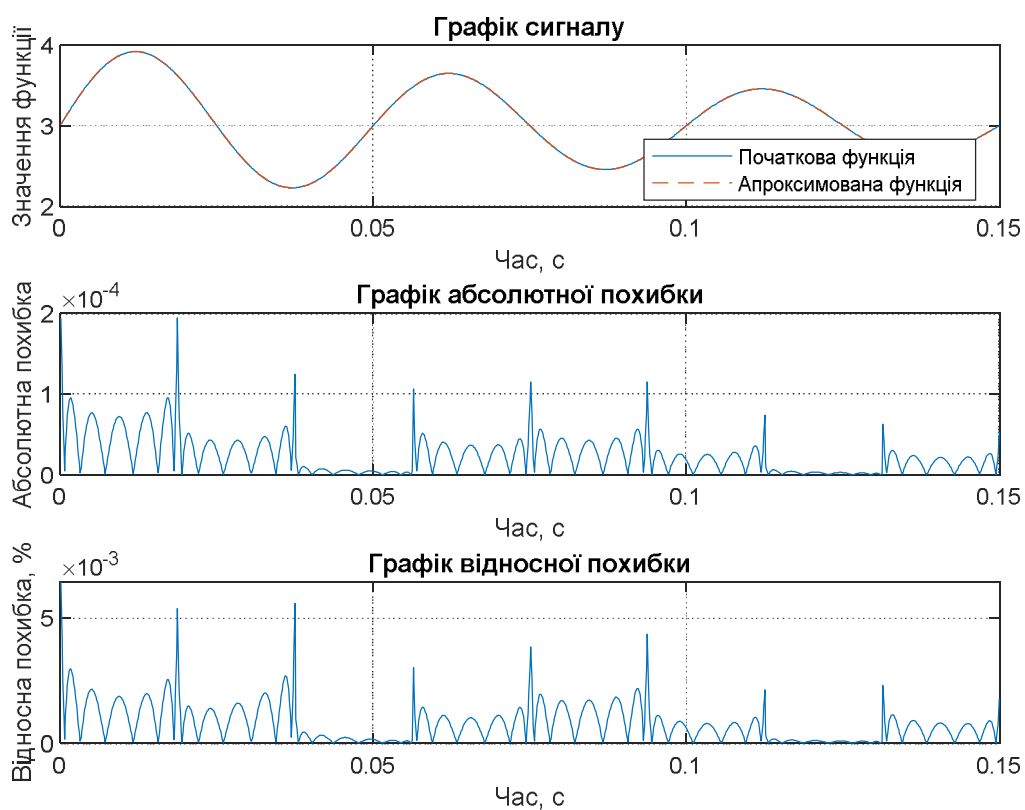 Графік сигналу
Значення функції
4
3
2
0
0.05
0.1
0.15
Початкова функція
Апроксимована функція
Час, с
Графік абсолютної похибки
×10⁻⁴
Абсолютна похибка
2
1
0
0
0.05
0.1
0.15
Час, с
Графік відносної похибки
×10⁻³
Відносна похибка, %
5
0
0
0.05
0.1
0.15
Час, с